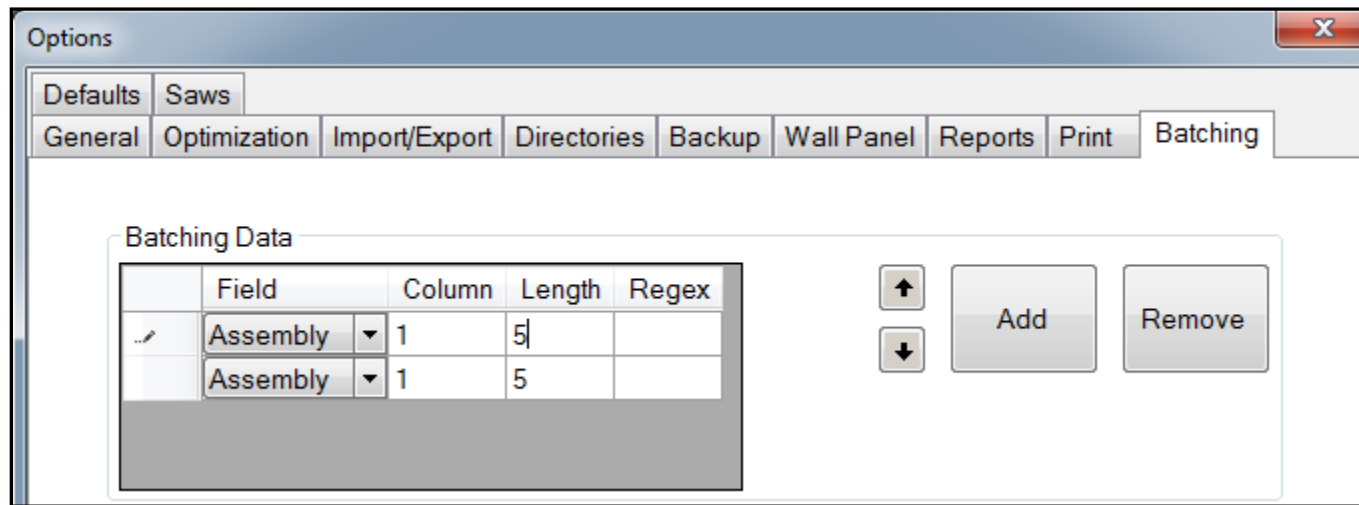 Options
Defaults Saws
General Optimization Import/Export Directories Backup Wall Panel Reports Print Batching
Batching Data
Field Column Length Regex
Assembly 1 5
Assembly 1 5
Add Remove